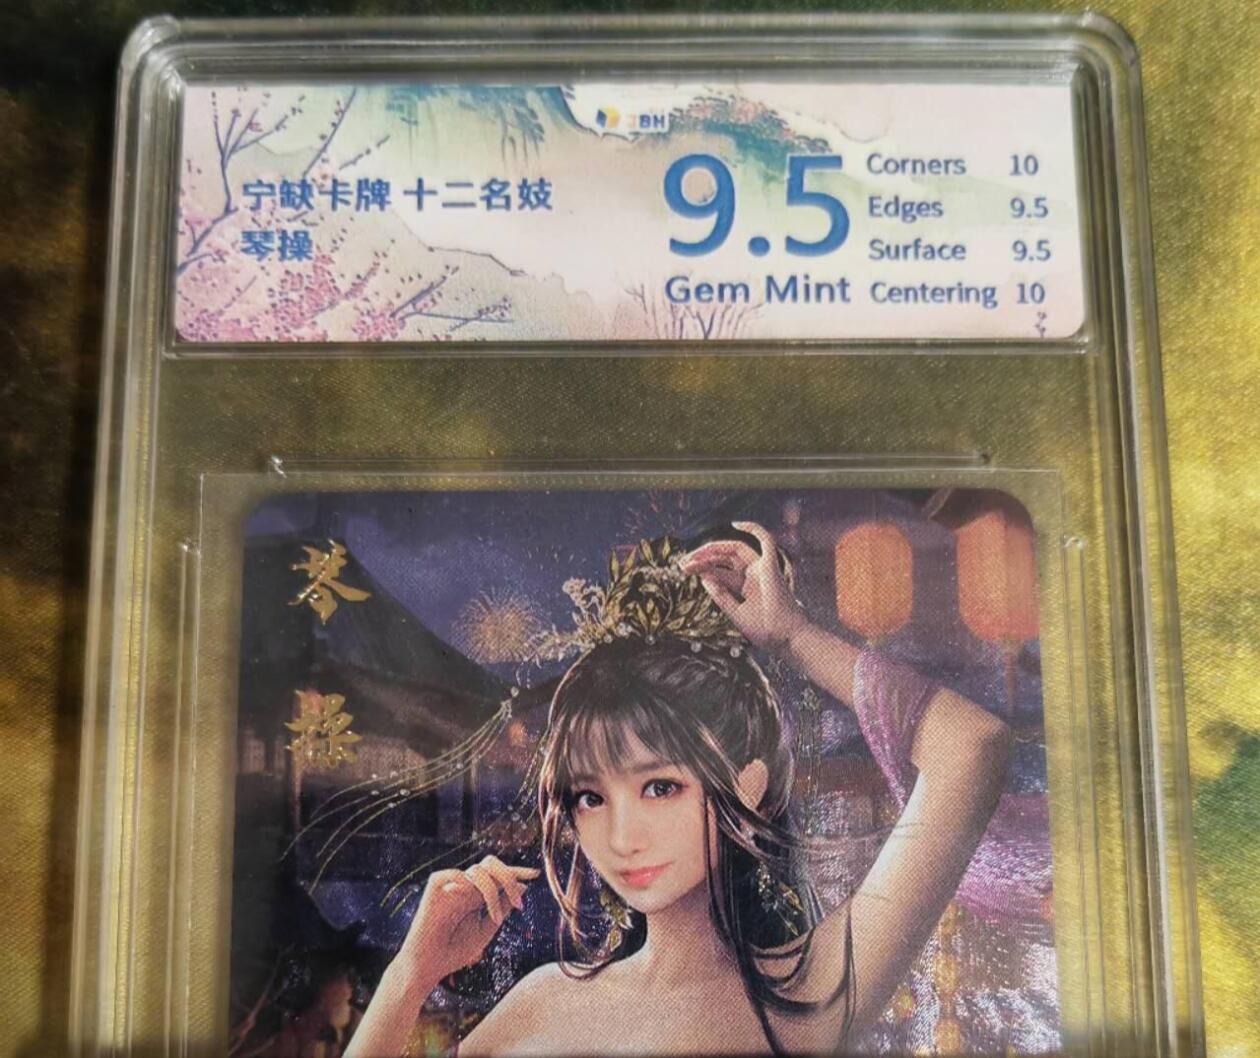 JBH
宁缺卡牌 十二名妓
琴操
9.5
Gem Mint
Corners 10
Edges 9.5
Surface 9.5
Centering 10
琴操